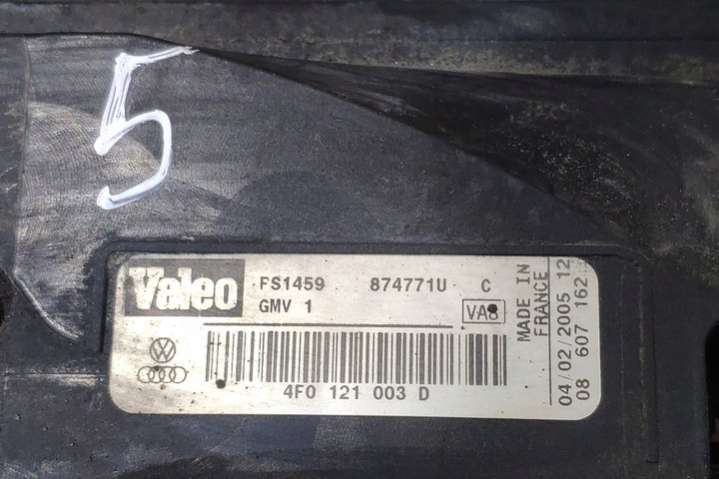 5
Valeo FS1459 874771U C
GMV 1
4F0 121 003 D
MADE IN
FRANCE
04/02/2005 12
08 607 162